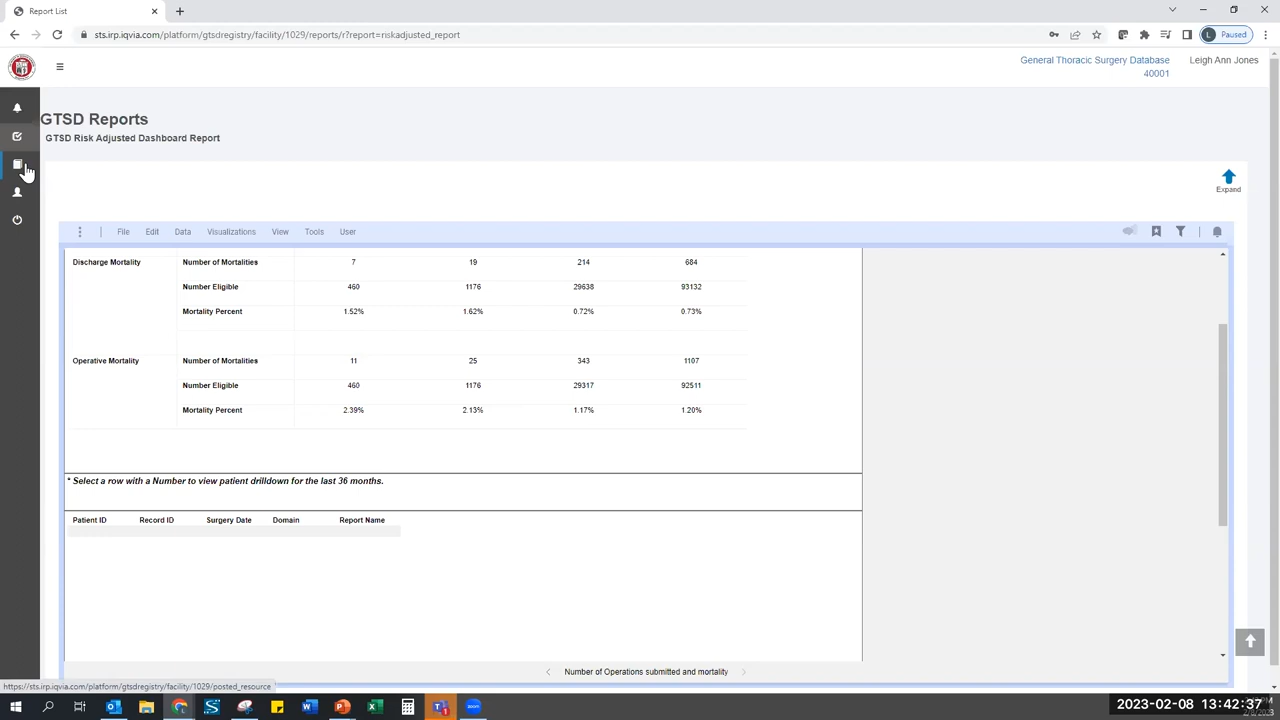 Report List
sts.irp.iqvia.com/platform/gtsdregistry/facility/1029/reports/r?report=riskadjusted_report
L Paused
General Thoracic Surgery Database
40001
Leigh Ann Jones
GTSD Reports
GTSD Risk Adjusted Dashboard Report
Expand
File Edit Data Visualizations View Tools User
Discharge Mortality Number of Mortalities 7 19 214 684
Number Eligible 460 1176 29638 93132
Mortality Percent 1.52% 1.62% 0.72% 0.73%
Operative Mortality Number of Mortalities 11 25 343 1107
Number Eligible 460 1176 29317 92511
Mortality Percent 2.39% 2.13% 1.17% 1.20%
* Select a row with a Number to view patient drilldown for the last 36 months.
Patient ID Record ID Surgery Date Domain Report Name
Number of Operations submitted and mortality
https://sts.irp.iqvia.com/platform/gtsdregistry/facility/1029/posted_resource
2023-02-08 13:42:37